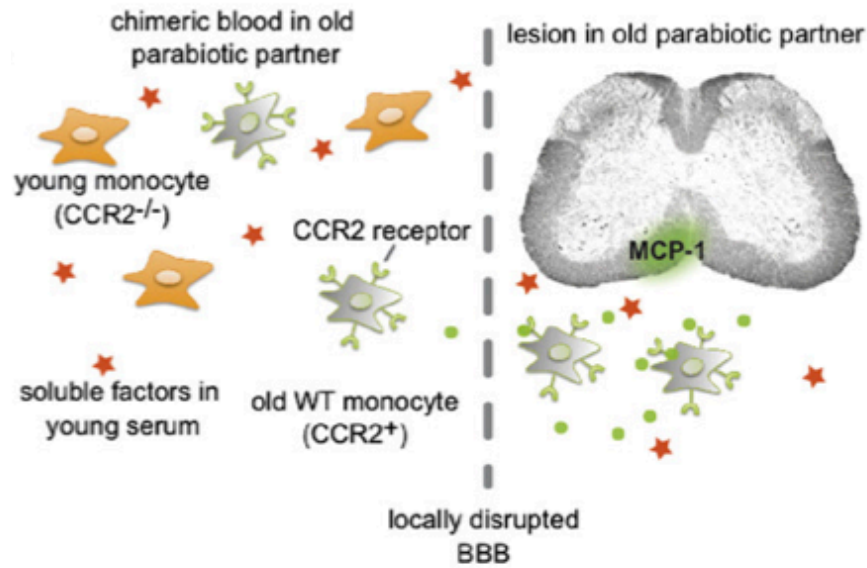 chimeric blood in old
parabiotic partner
lesion in old parabiotic partner
young monocyte
(CCR2-/-)
CCR2 receptor
MCP-1
soluble factors in
young serum
old WT monocyte
(CCR2+)
locally disrupted
BBB